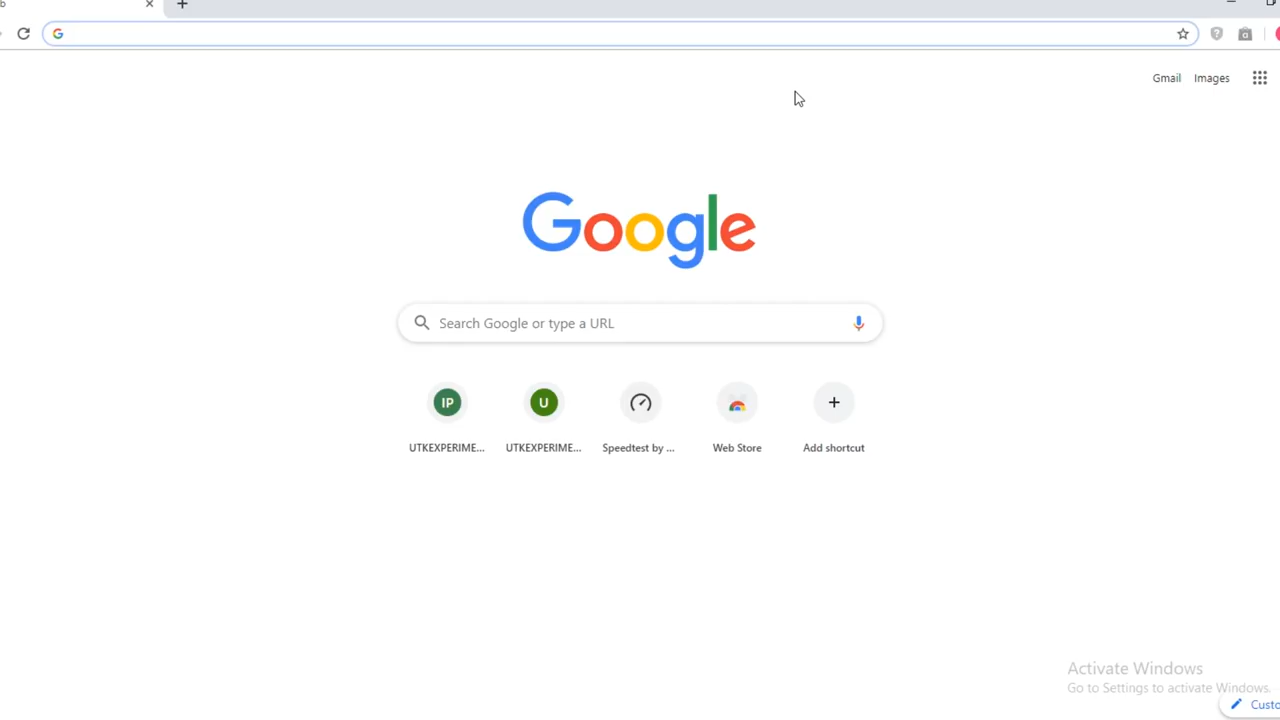 Gmail Images
Google
Search Google or type a URL
IP U
UTKEXPERIME... UTKEXPERIME... Speedtest by ... Web Store Add shortcut
Activate Windows
Go to Settings to activate Windows.
Custo